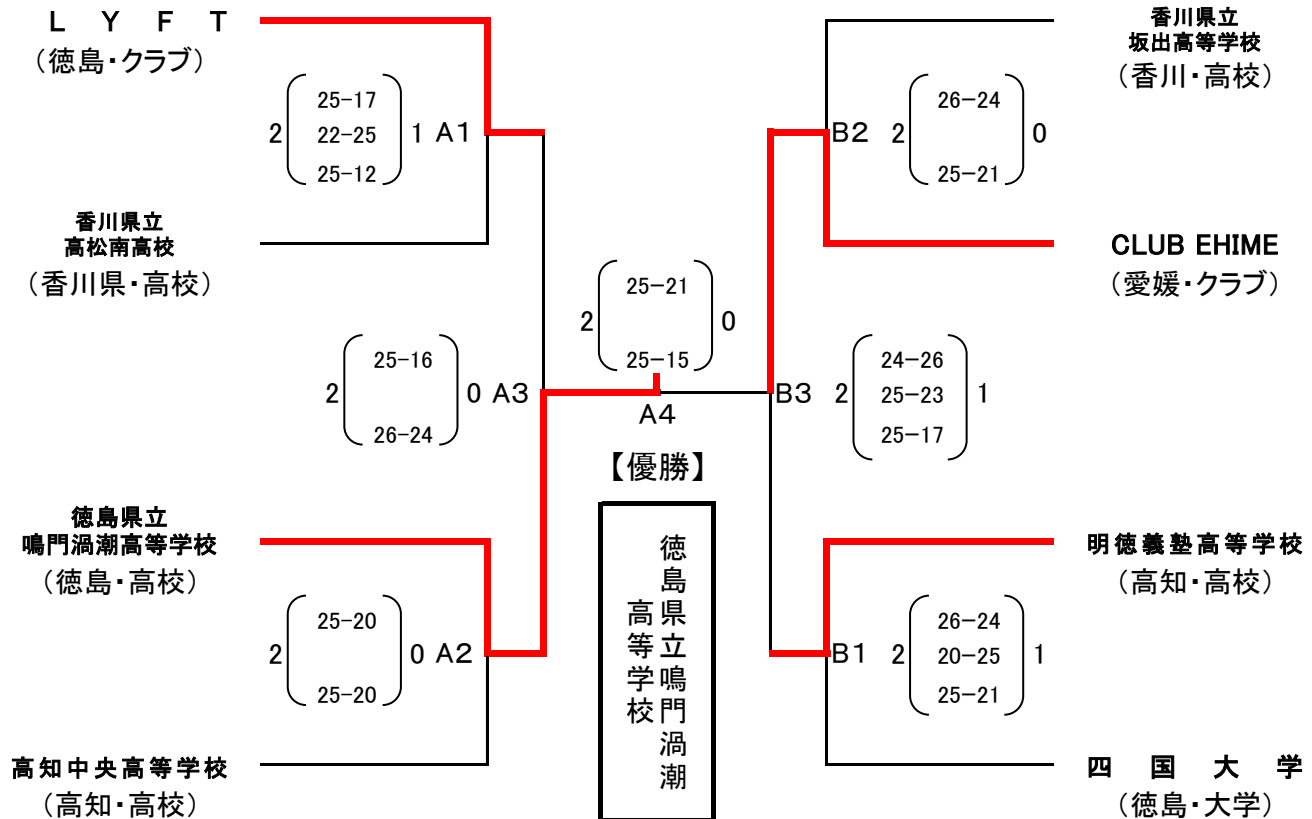 L Y F T
(徳島・クラブ)
2 25-17 1 A1
22-25
25-12
香川県立
高松南高校
(香川県・高校)
2 25-16 0 A3
26-24
徳島県立
鳴門渦潮高等学校
(徳島・高校)
2 25-20 0 A2
25-20
高知中央高等学校
(高知・高校)
2 25-21 0
25-15
A4
【優勝】
徳島県立鳴門渦潮
高等学校
香川県立
坂出高等学校
(香川・高校)
B2 2 26-24 0
25-21
CLUB EHIME
(愛媛・クラブ)
B3 2 24-26 1
25-23
25-17
明徳義塾高等学校
(高知・高校)
B1 2 26-24 1
20-25
25-21
四国大学
(徳島・大学)